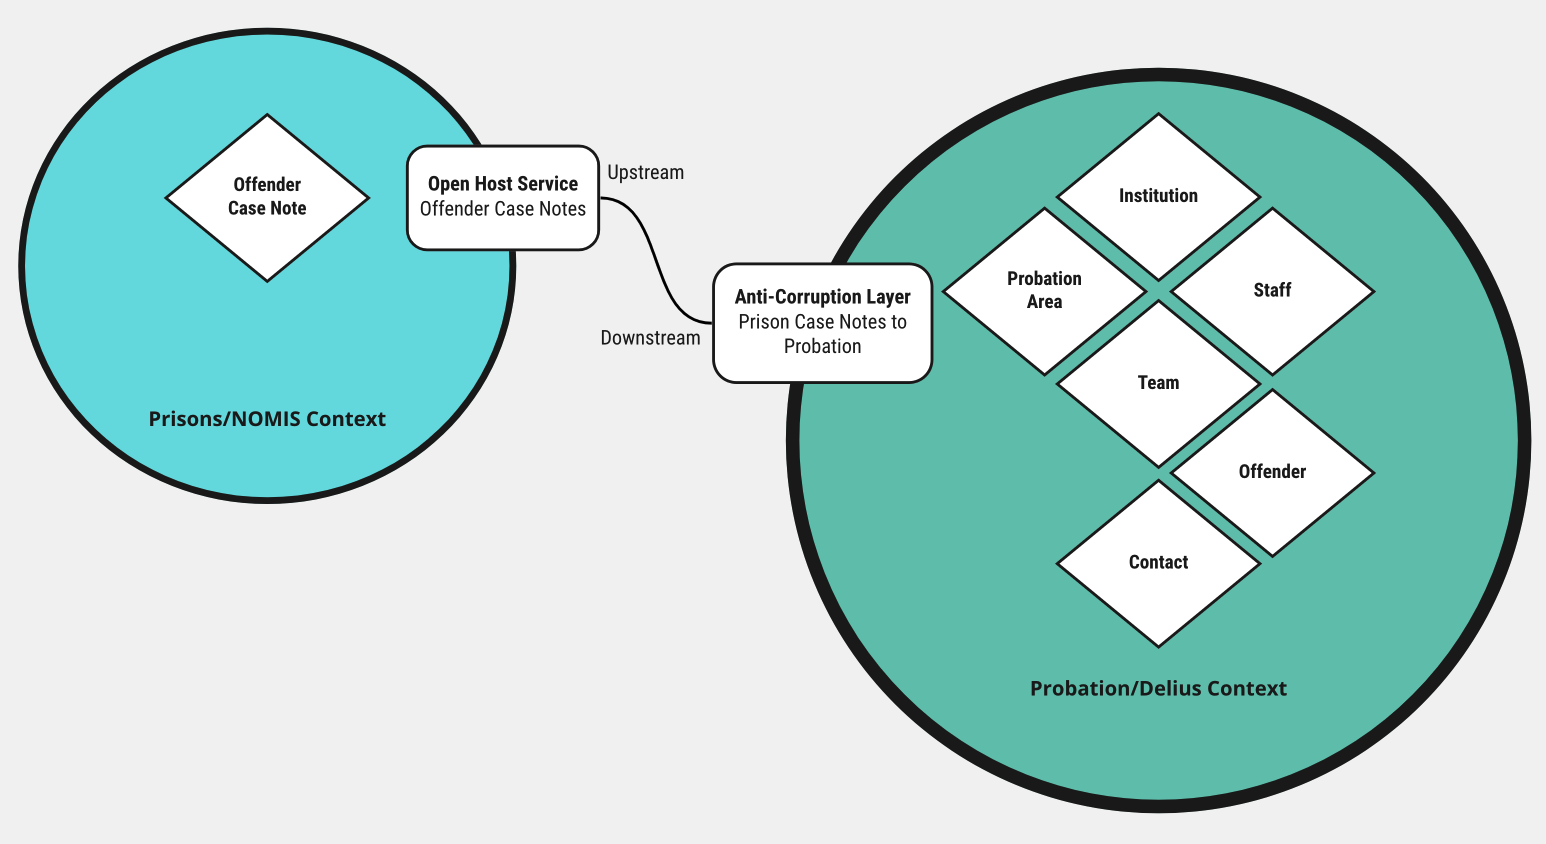 Offender
Case Note
Open Host Service
Offender Case Notes
Prisons/NOMIS Context
Upstream
Downstream
Anti-Corruption Layer
Prison Case Notes to
Probation
Institution
Probation
Area
Staff
Team
Offender
Contact
Probation/Delius Context